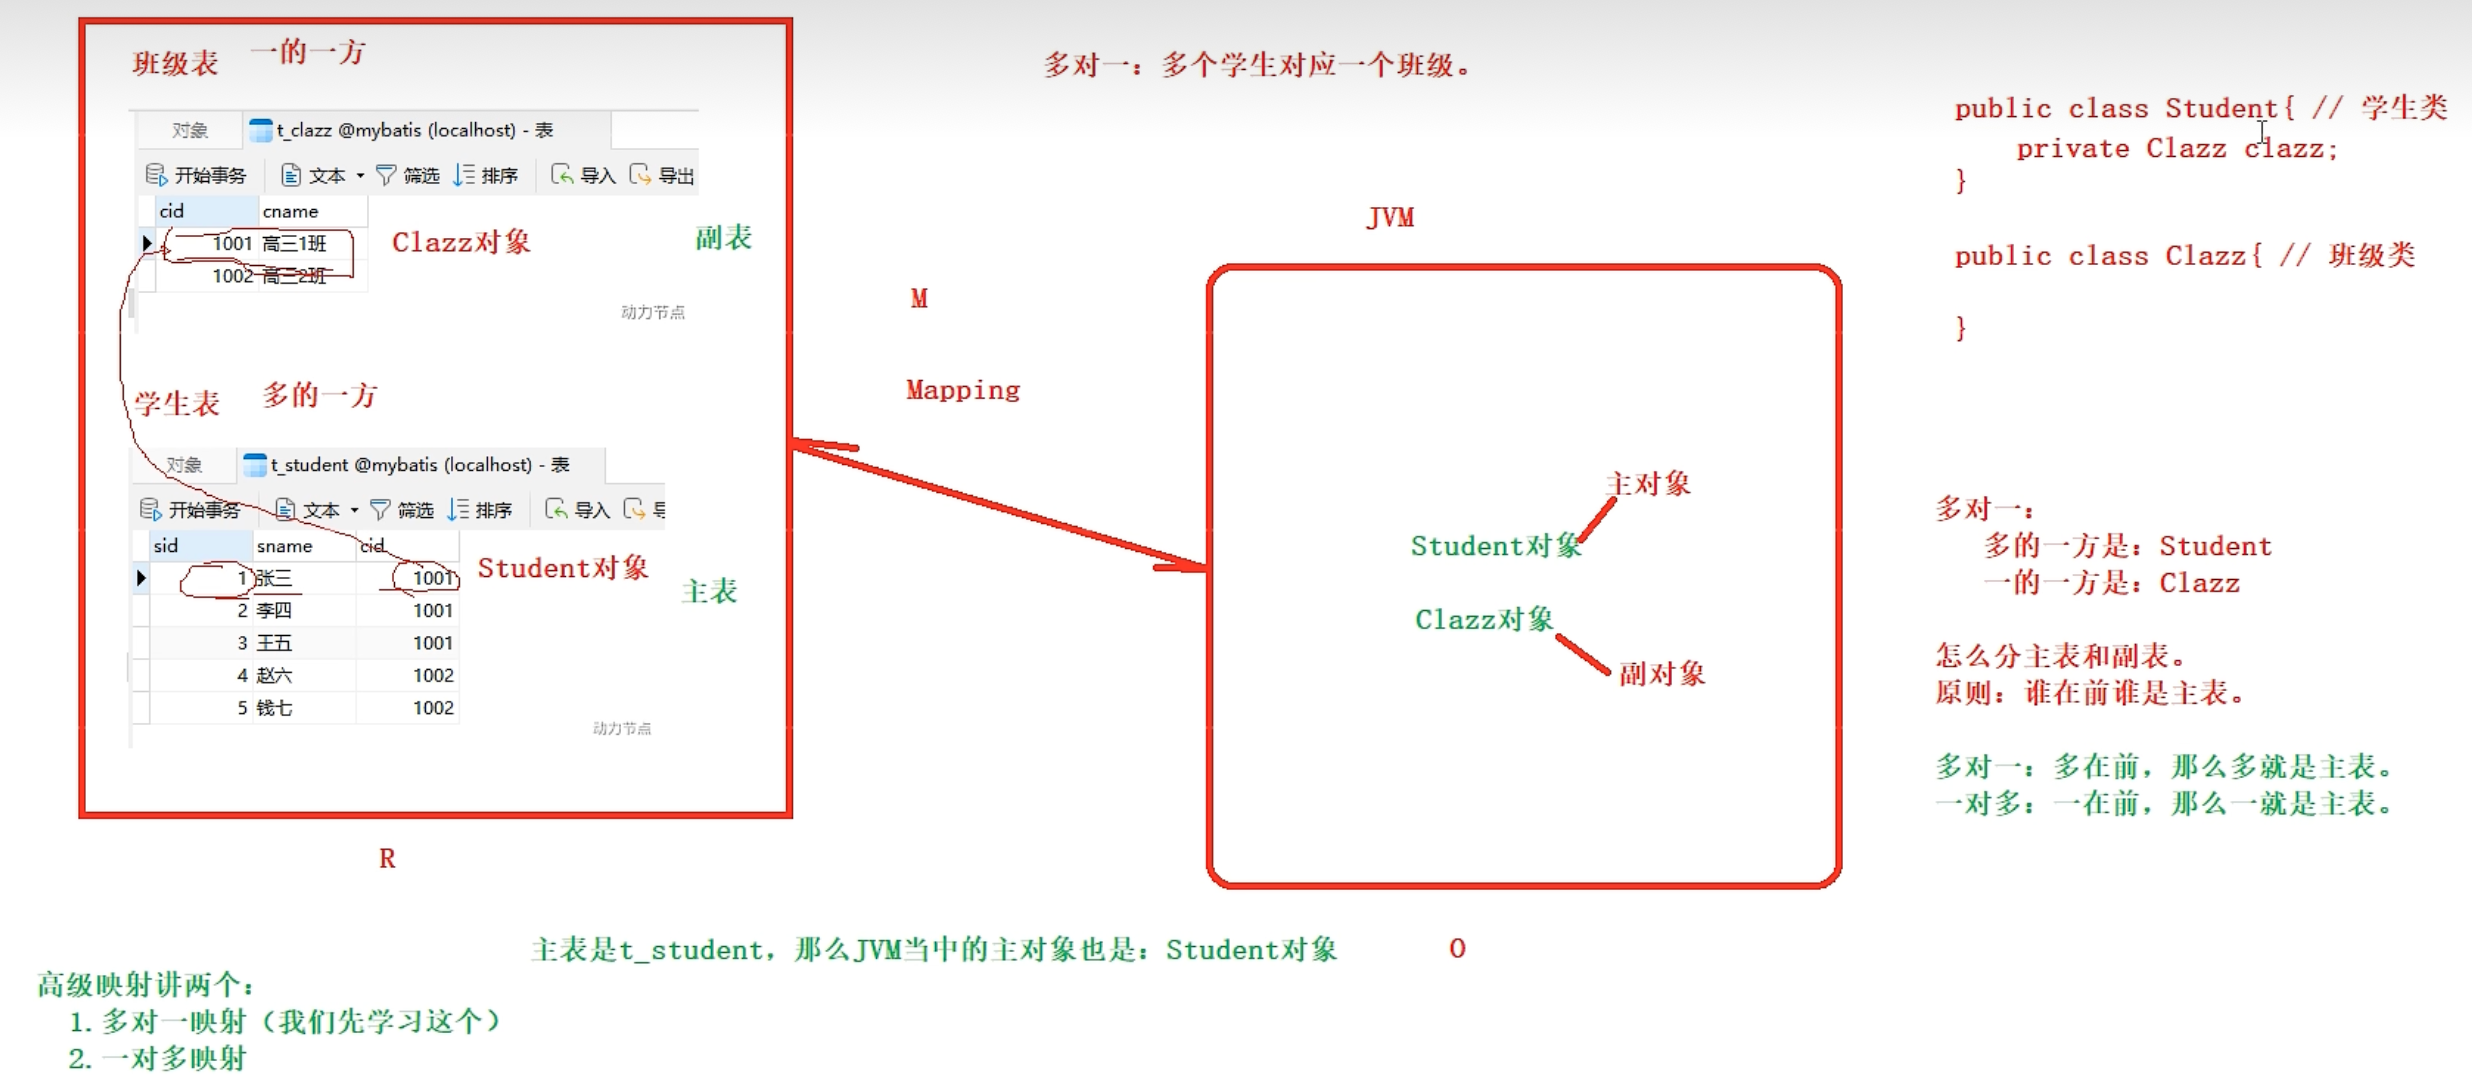 班级表 一的一方
对象 t_clazz @mybatis (localhost) - 表
开始事务 文本 筛选 排序 导入 导出
cid cname
1001 高三1班
1002 高三2班
Clazz对象
副表
动力节点
学生表 多的一方
对象 t_student @mybatis (localhost) - 表
开始事务 文本 筛选 排序 导入
sid sname cid
1 张三 1001
2 李四 1001
3 王五 1001
4 赵六 1002
5 钱七 1002
Student对象
主表
动力节点
R
多对一：多个学生对应一个班级。
M
Mapping
JVM
主对象
Student对象
Clazz对象
副对象
O
public class Student{ // 学生类
private Clazz clazz;
}
public class Clazz{ // 班级类
}
多对一：
多的一方是：Student
一的一方是：Clazz
怎么分主表和副表。
原则：谁在前谁是主表。
多对一：多在前，那么多就是主表。
一对多：一在前，那么一就是主表。
主表是t_student，那么JVM当中的主对象也是：Student对象
高级映射讲两个：
1.多对一映射（我们先学习这个）
2.一对多映射